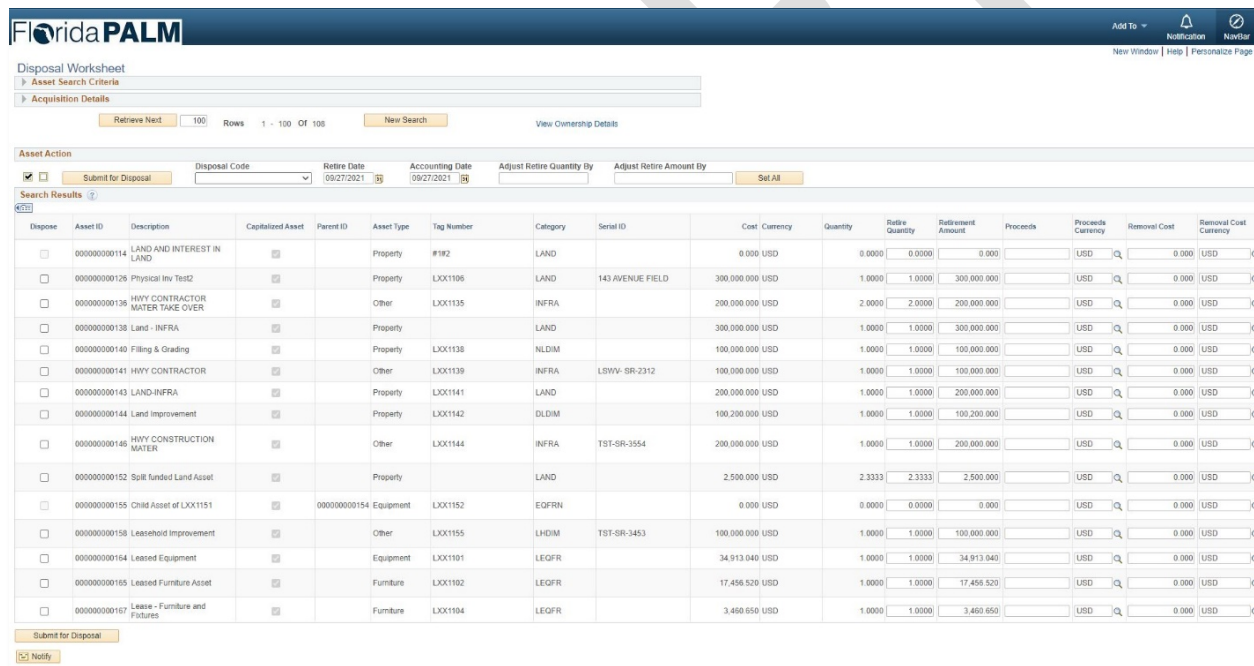 Florida PALM
Add To
Notification
NavBar
New Window | Help | Personalize Page
Disposal Worksheet
Asset Search Criteria
Acquisition Details
Retrieve Next 100 Rows 1 - 100 Of 108 New Search View Ownership Details
Asset Action
Disposal Code Retire Date Accounting Date Adjust Retire Quantity By Adjust Retire Amount By
Submit for Disposal 09/27/2021 09/27/2021 Set All
Search Results
Dispose Asset ID Description Capitalized Asset Parent ID Asset Type Tag Number Category Serial ID Cost Currency Quantity Retire Quantity Retirement Amount Proceeds Proceeds Currency Removal Cost Removal Cost Currency
000000000114 LAND AND INTEREST IN LAND Property #1#2 LAND 0.000 USD 0.0000 0.0000 0.000 USD 0.000 USD
000000000126 Physical Inv Test2 Property LXX1106 LAND 143 AVENUE FIELD 300,000.000 USD 1.0000 1.0000 300,000.000 USD 0.000 USD
000000000136 HWY CONTRACTOR MATER TAKE OVER Other LXX1135 INFRA 200,000.000 USD 2.0000 2.0000 200,000.000 USD 0.000 USD
000000000138 Land - INFRA Property LAND 300,000.000 USD 1.0000 1.0000 300,000.000 USD 0.000 USD
000000000140 Filling & Grading Property LXX1138 NLDIM 100,000.000 USD 1.0000 1.0000 100,000.000 USD 0.000 USD
000000000141 HWY CONTRACTOR Other LXX1139 INFRA LSWV- SR-2312 100,000.000 USD 1.0000 1.0000 100,000.000 USD 0.000 USD
000000000143 LAND-INFRA Property LXX1141 LAND 200,000.000 USD 1.0000 1.0000 200,000.000 USD 0.000 USD
000000000144 Land Improvement Property LXX1142 DLDIM 100,200.000 USD 1.0000 1.0000 100,200.000 USD 0.000 USD
000000000146 HWY CONSTRUCTION MATER Other LXX1144 INFRA TST-SR-3554 200,000.000 USD 1.0000 1.0000 200,000.000 USD 0.000 USD
000000000152 Split funded Land Asset Property LAND 2,500.000 USD 2.3333 2.3333 2,500.000 USD 0.000 USD
000000000155 Child Asset of LXX1151 000000000154 Equipment LXX1152 EQFRN 0.000 USD 0.0000 0.0000 0.000 USD 0.000 USD
000000000158 Leasehold Improvement Other LXX1155 LHDIM TST-SR-3453 100,000.000 USD 1.0000 1.0000 100,000.000 USD 0.000 USD
000000000164 Leased Equipment Equipment LXX1101 LEQFR 34,913.040 USD 1.0000 1.0000 34,913.040 USD 0.000 USD
000000000165 Leased Furniture Asset Furniture LXX1102 LEQFR 17,456.520 USD 1.0000 1.0000 17,456.520 USD 0.000 USD
000000000167 Lease - Furniture and Fixtures Furniture LXX1104 LEQFR 3,460.650 USD 1.0000 1.0000 3,460.650 USD 0.000 USD
Submit for Disposal
Notify